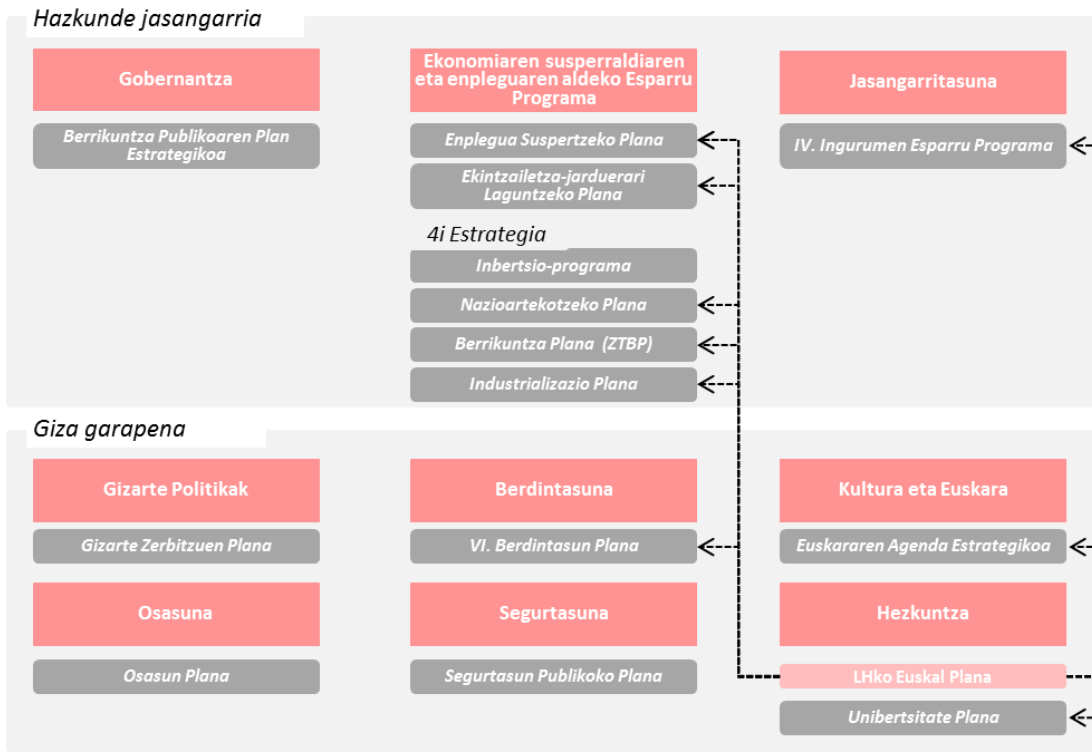 Hazkunde jasangarria
Gobernantza
Berrikuntza Publikoaren Plan
Estrategikoa
Ekonomiaren susperraldiaren
eta enpleguaren aldeko Esparru
Programa
Enplegua Suspertzeko Plana
Ekintzailetza-jarduerari
Laguntzeko Plana
4i Estrategia
Inbertsio-programa
Nazioartekotzeko Plana
Berrikuntza Plana (ZTBP)
Industrializazio Plana
Jasangarritasuna
IV. Ingurumen Esparru Programa
Giza garapena
Gizarte Politikak
Gizarte Zerbitzuen Plana
Berdintasuna
VI. Berdintasun Plana
Kultura eta Euskara
Euskararen Agenda Estrategikoa
Osasuna
Osasun Plana
Segurtasuna
Segurtasun Publikoko Plana
Hezkuntza
LHko Euskal Plana
Unibertsitate Plana